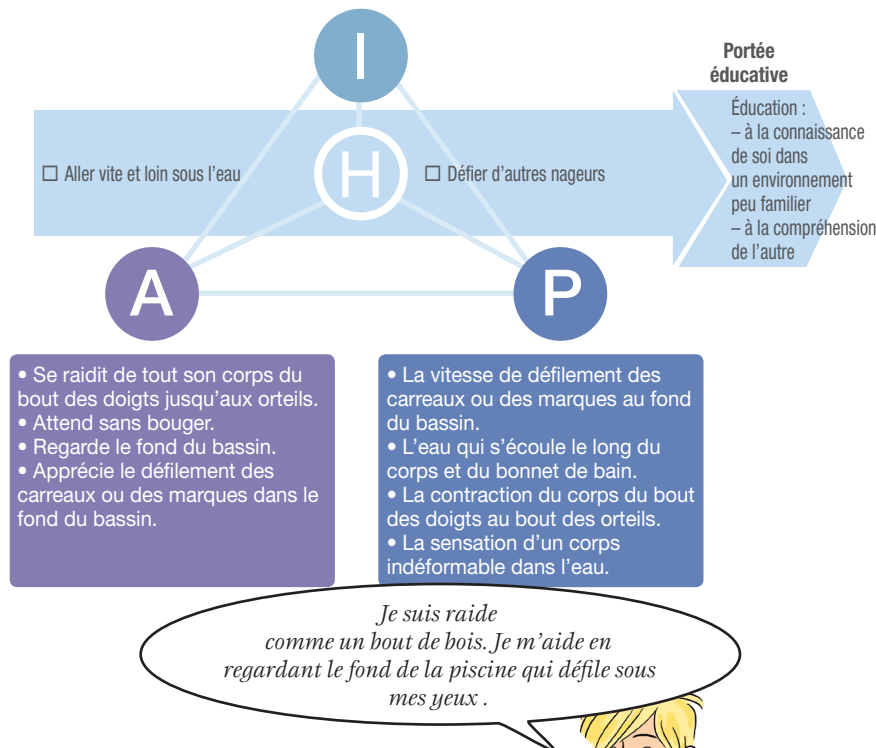 I
Portée
éducative
Éducation :
– à la connaissance
de soi dans
un environnement
peu familier
– à la compréhension
de l'autre
☐ Aller vite et loin sous l'eau
H
☐ Défier d'autres nageurs
A
P
• Se raidit de tout son corps du
bout des doigts jusqu'aux orteils.
• Attend sans bouger.
• Regarde le fond du bassin.
• Apprécie le défilement des
carreaux ou des marques dans le
fond du bassin.
• La vitesse de défilement des
carreaux ou des marques au fond
du bassin.
• L'eau qui s'écoule le long du
corps et du bonnet de bain.
• La contraction du corps du bout
des doigts au bout des orteils.
• La sensation d'un corps
indéformable dans l'eau.
Je suis raide
comme un bout de bois. Je m'aide en
regardant le fond de la piscine qui défile sous
mes yeux .